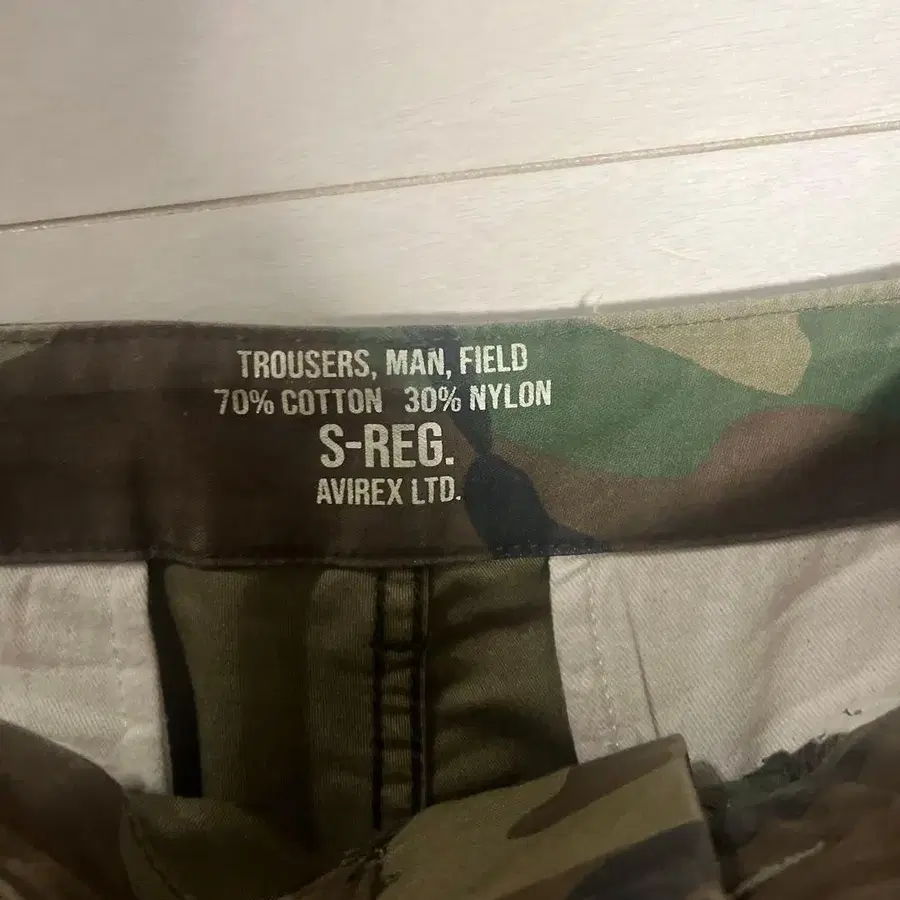 TROUSERS, MAN, FIELD
70% COTTON 30% NYLON
S-REG.
AVIREX LTD.